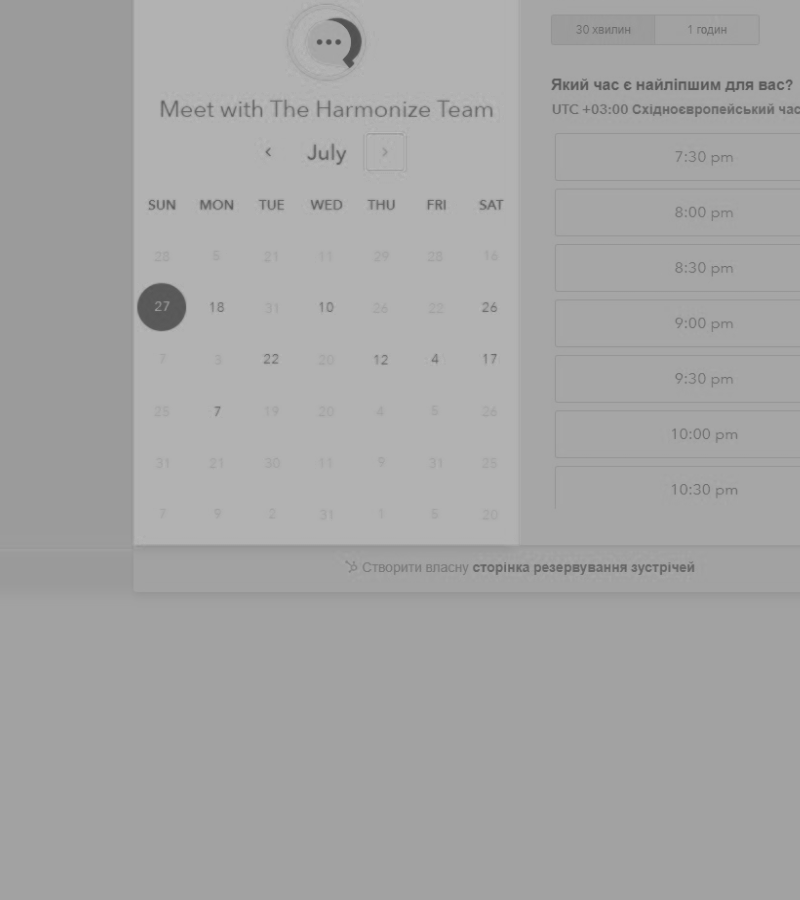 30 хвилин 1 годин
Meet with The Harmonize Team
Який час є найліпшим для вас?
UTC +03:00 Східноєвропейський час
July
SUN MON TUE WED THU FRI SAT
28 5 21 11 29 28 16
27 18 31 10 26 22 26
7 3 22 20 12 4 17
25 7 19 20 4 5 26
31 21 30 11 9 31 25
7 9 2 31 1 5 20
7:30 pm
8:00 pm
8:30 pm
9:00 pm
9:30 pm
10:00 pm
10:30 pm
Створити власну сторінка резервування зустрічей